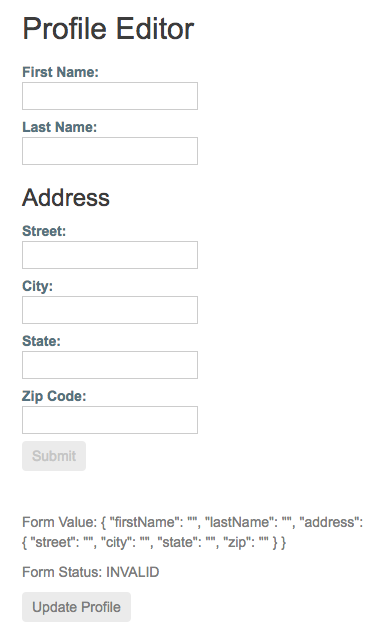 Profile Editor
First Name:
Last Name:
Address
Street:
City:
State:
Zip Code:
Submit
Form Value: { "firstName": "", "lastName": "", "address":
{ "street": "", "city": "", "state": "", "zip": "" } }
Form Status: INVALID
Update Profile